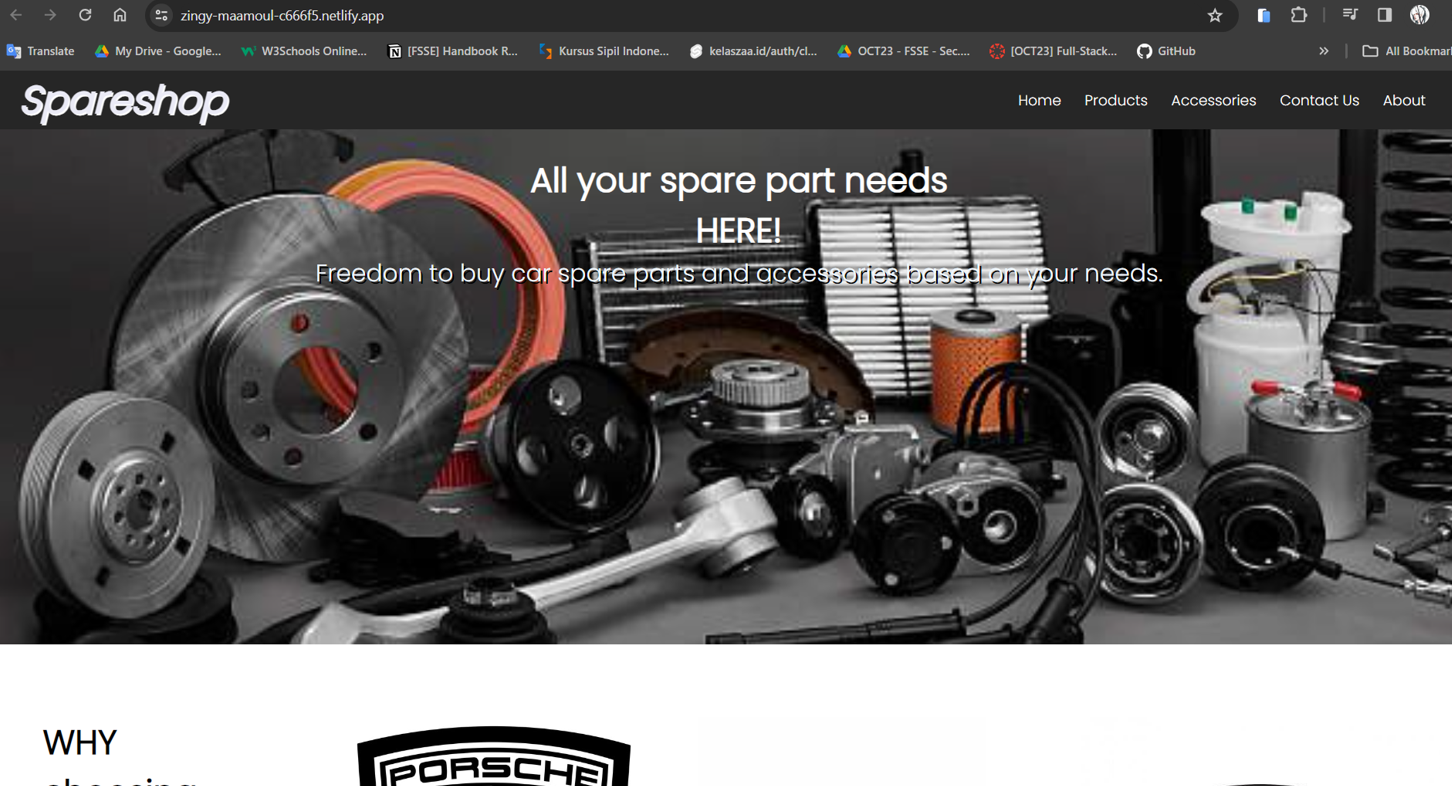 zingy-maamoul-c666f5.netlify.app
Translate My Drive - Google... W3Schools Online... [FSSE] Handbook R... Kursus Sipil Indone... kelaszaa.id/auth/cl... OCT23 - FSSE - Sec.... [OCT23] Full-Stack... GitHub » All Bookmar
Spareshop Home Products Accessories Contact Us About
All your spare part needs
HERE!
Freedom to buy car spare parts and accessories based on your needs.
WHY
choosing
PORSCHE